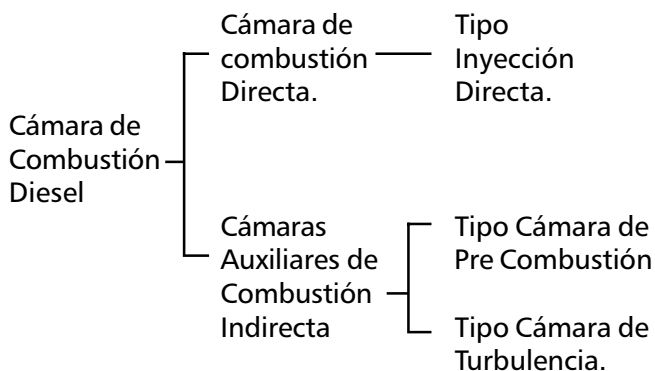 Cámara de
Combustión
Diesel
Cámara de
combustión
Directa.
Tipo
Inyección
Directa.
Cámaras
Auxiliares de
Combustión
Indirecta
Tipo Cámara de
Pre Combustión
Tipo Cámara de
Turbulencia.